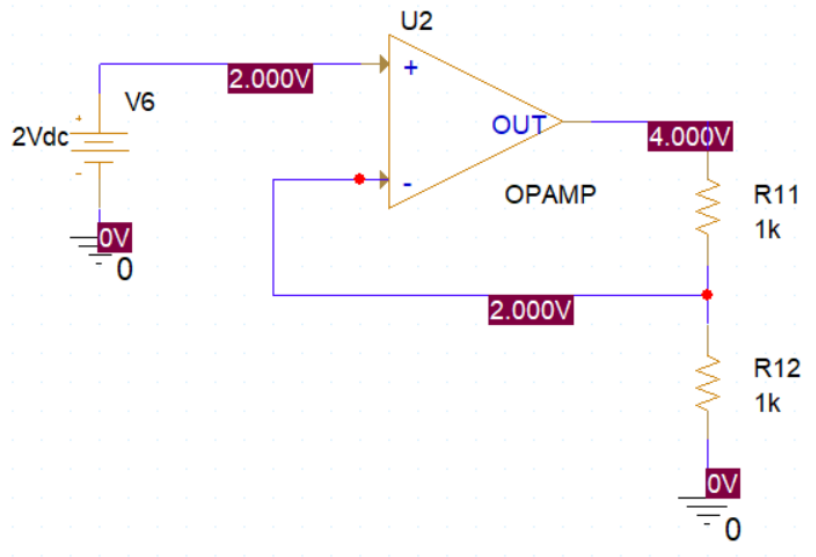 U2
+
2.000V
V6
+
2Vdc
-
OUT
4.000V
-
OPAMP
R11
1k
0V
0
2.000V
R12
1k
0V
0